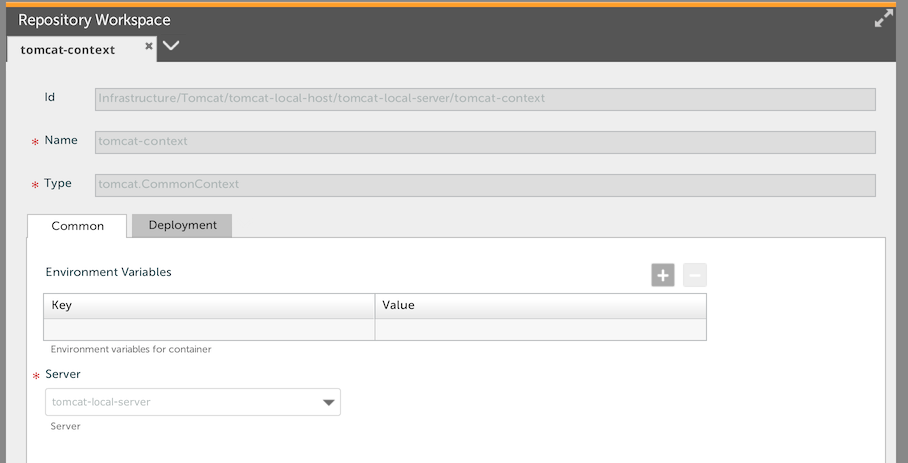 Repository Workspace
tomcat-context
Id
Infrastructure/Tomcat/tomcat-local-host/tomcat-local-server/tomcat-context
* Name
tomcat-context
* Type
tomcat.CommonContext
Common Deployment
Environment Variables
Key Value
Environment variables for container
* Server
tomcat-local-server
Server